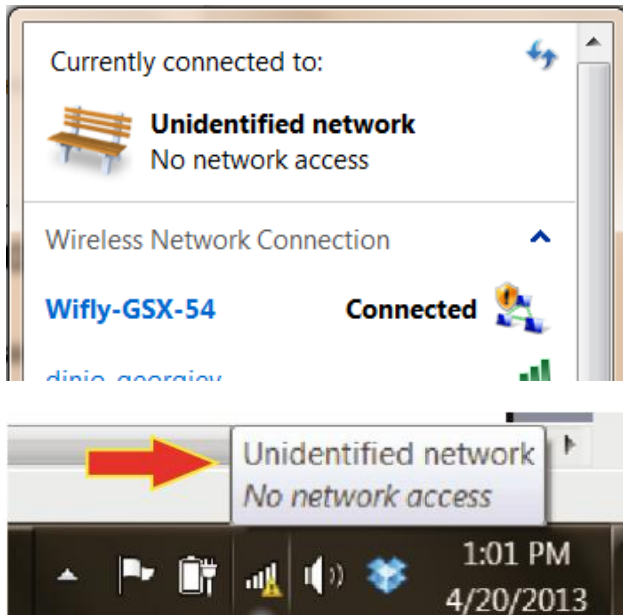 Currently connected to:
Unidentified network
No network access
Wireless Network Connection
Wifly-GSX-54 Connected
dinio_georgiev
Unidentified network
No network access
1:01 PM
4/20/2013